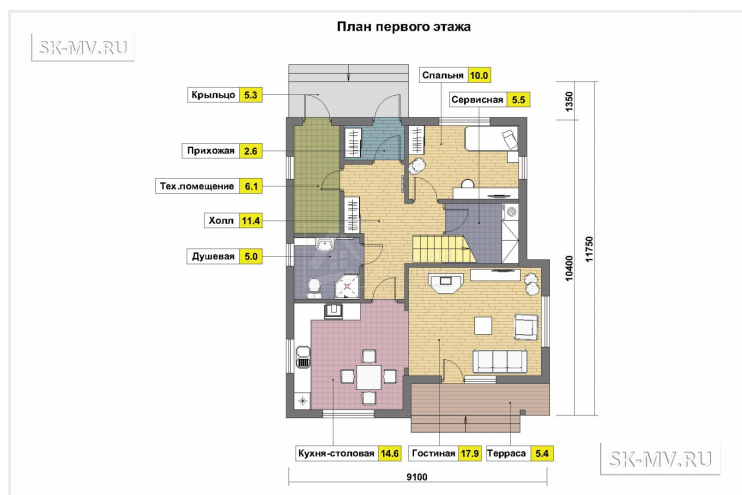 План первого этажа
SK-MV.RU
Спальня 10.0
Крыльцо 5.3
Сервисная 5.5
1350
Прихожая 2.6
Тех.помещение 6.1
Холл 11.4
Душевая 5.0
10400
11750
Кухня-столовая 14.6
Гостиная 17.9
Терраса 5.4
SK-MV.RU
9100